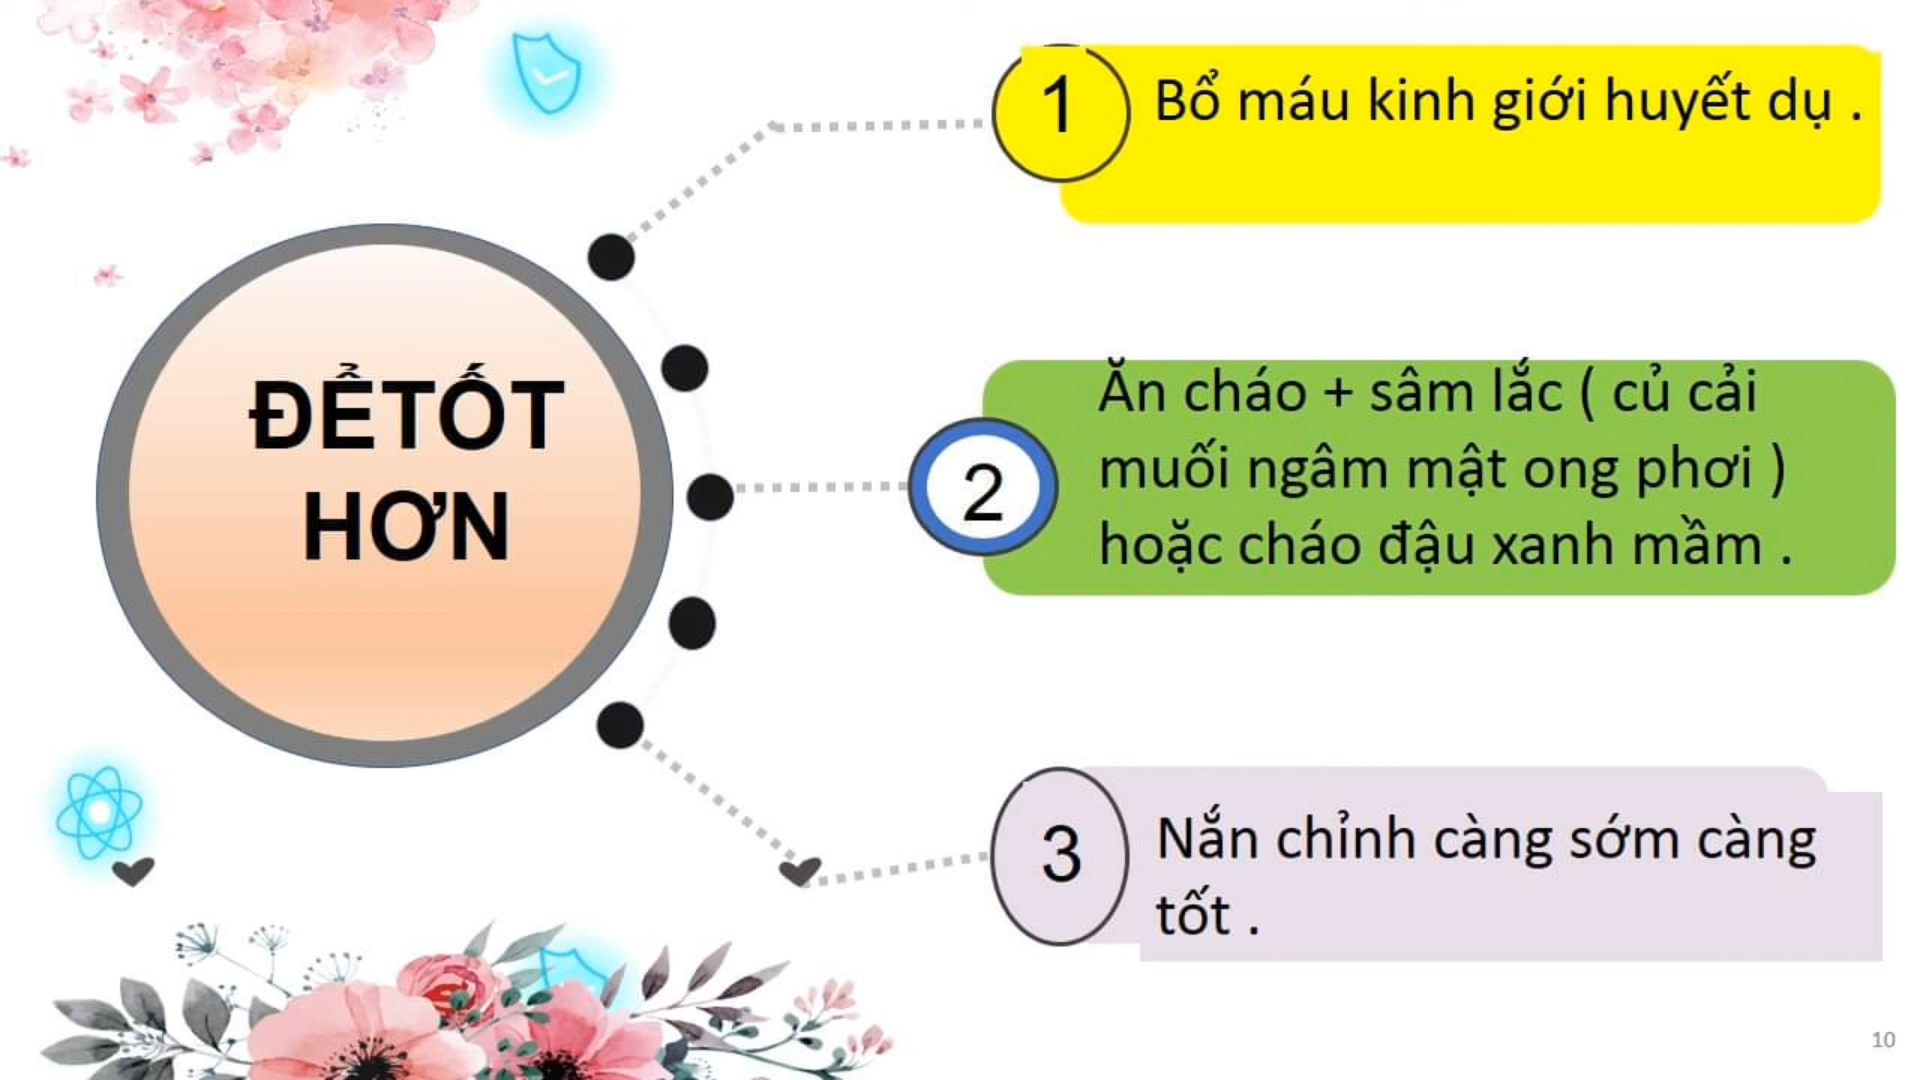 ĐỂTỐT
HƠN
1
Bổ máu kinh giới huyết dụ .
2
Ăn cháo + sâm lắc ( củ cải
muối ngâm mật ong phơi )
hoặc cháo đậu xanh mầm .
3
Nắn chỉnh càng sớm càng
tốt .
10